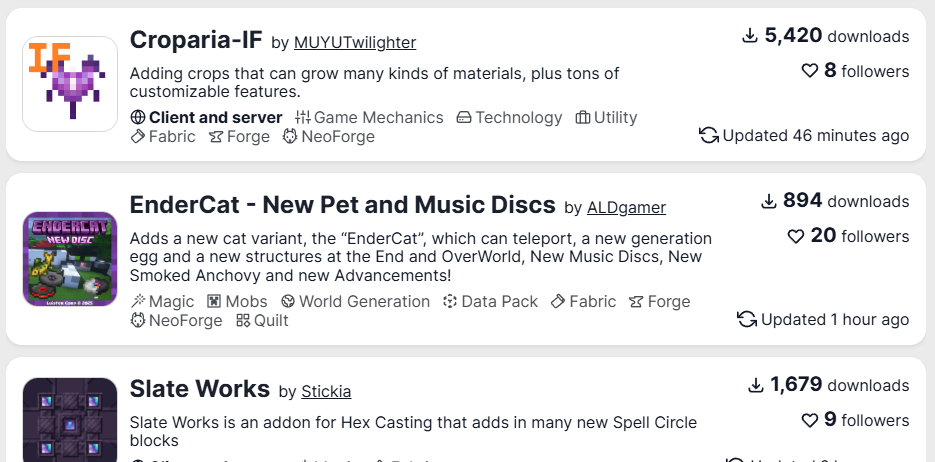 IF
Croparia-IF by MUYUTwilighter
5,420 downloads
Adding crops that can grow many kinds of materials, plus tons of
customizable features.
8 followers
Client and server Game Mechanics Technology Utility
Fabric Forge NeoForge
Updated 46 minutes ago
ENDERCAT
NEW DISC
EnderCat - New Pet and Music Discs by ALDgamer
894 downloads
Adds a new cat variant, the “EnderCat”, which can teleport, a new generation
egg and a new structures at the End and OverWorld, New Music Discs, New
Smoked Anchovy and new Advancements!
20 followers
Magic Mobs World Generation Data Pack Fabric Forge
NeoForge Quilt
Updated 1 hour ago
Slate Works by Stickia
1,679 downloads
Slate Works is an addon for Hex Casting that adds in many new Spell Circle
blocks
9 followers